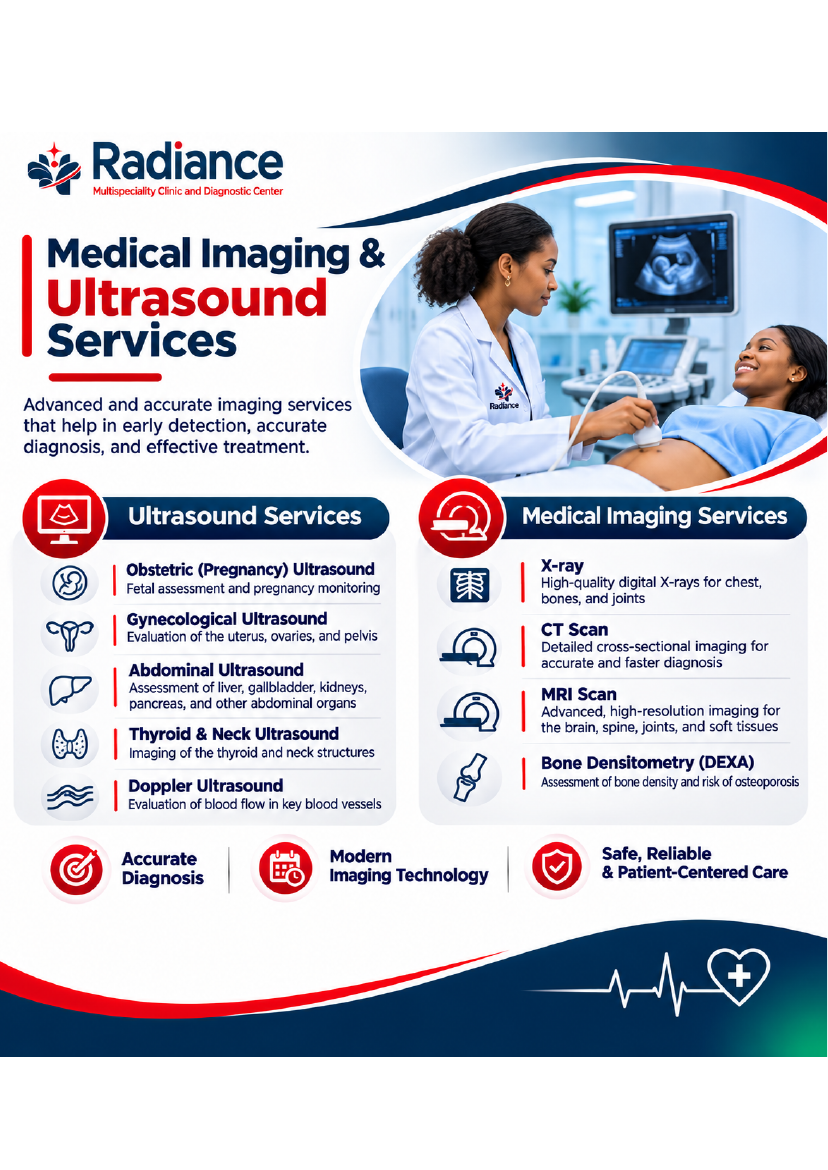 Radiance
Multispeciality Clinic and Diagnostic Center
Medical Imaging &
Ultrasound
Services
Advanced and accurate imaging services
that help in early detection, accurate
diagnosis, and effective treatment.
Radiance
Ultrasound Services
Obstetric (Pregnancy) Ultrasound
Fetal assessment and pregnancy monitoring
Gynecological Ultrasound
Evaluation of the uterus, ovaries, and pelvis
Abdominal Ultrasound
Assessment of liver, gallbladder, kidneys,
pancreas, and other abdominal organs
Thyroid & Neck Ultrasound
Imaging of the thyroid and neck structures
Doppler Ultrasound
Evaluation of blood flow in key blood vessels
Medical Imaging Services
X-ray
High-quality digital X-rays for chest,
bones, and joints
CT Scan
Detailed cross-sectional imaging for
accurate and faster diagnosis
MRI Scan
Advanced, high-resolution imaging for
the brain, spine, joints, and soft tissues
Bone Densitometry (DEXA)
Assessment of bone density and risk of osteoporosis
Accurate
Diagnosis
Modern
Imaging Technology
Safe, Reliable
& Patient-Centered Care